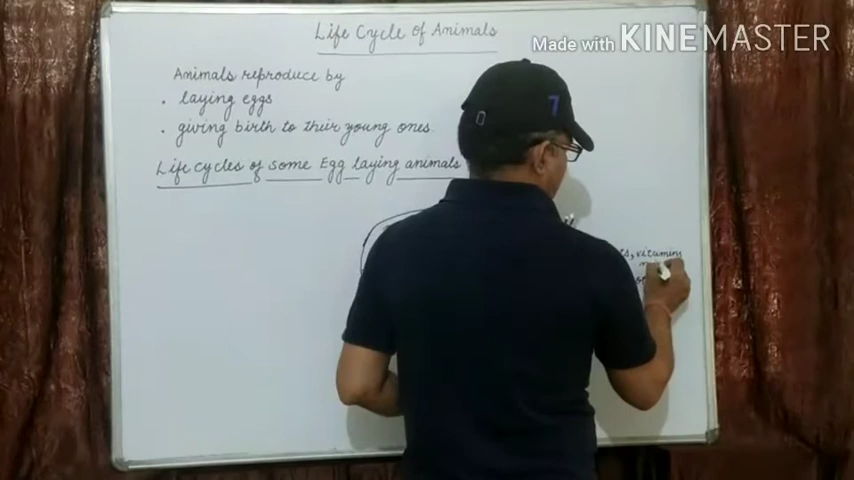 Life Cycle of Animals
Made with KINEMASTER
Animals reproduce by
. laying eggs
7
. giving birth to their young ones.
Life cycles of some Egg laying animals
vitamins